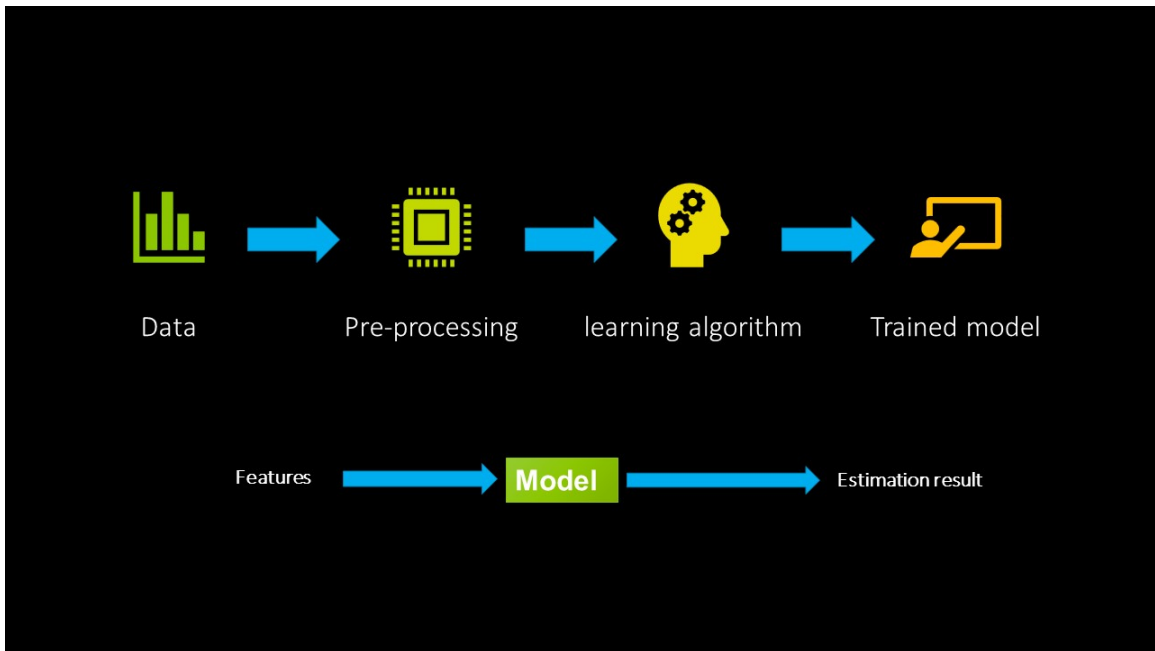 Data
Pre-processing
learning algorithm
Trained model
Features
Model
Estimation result